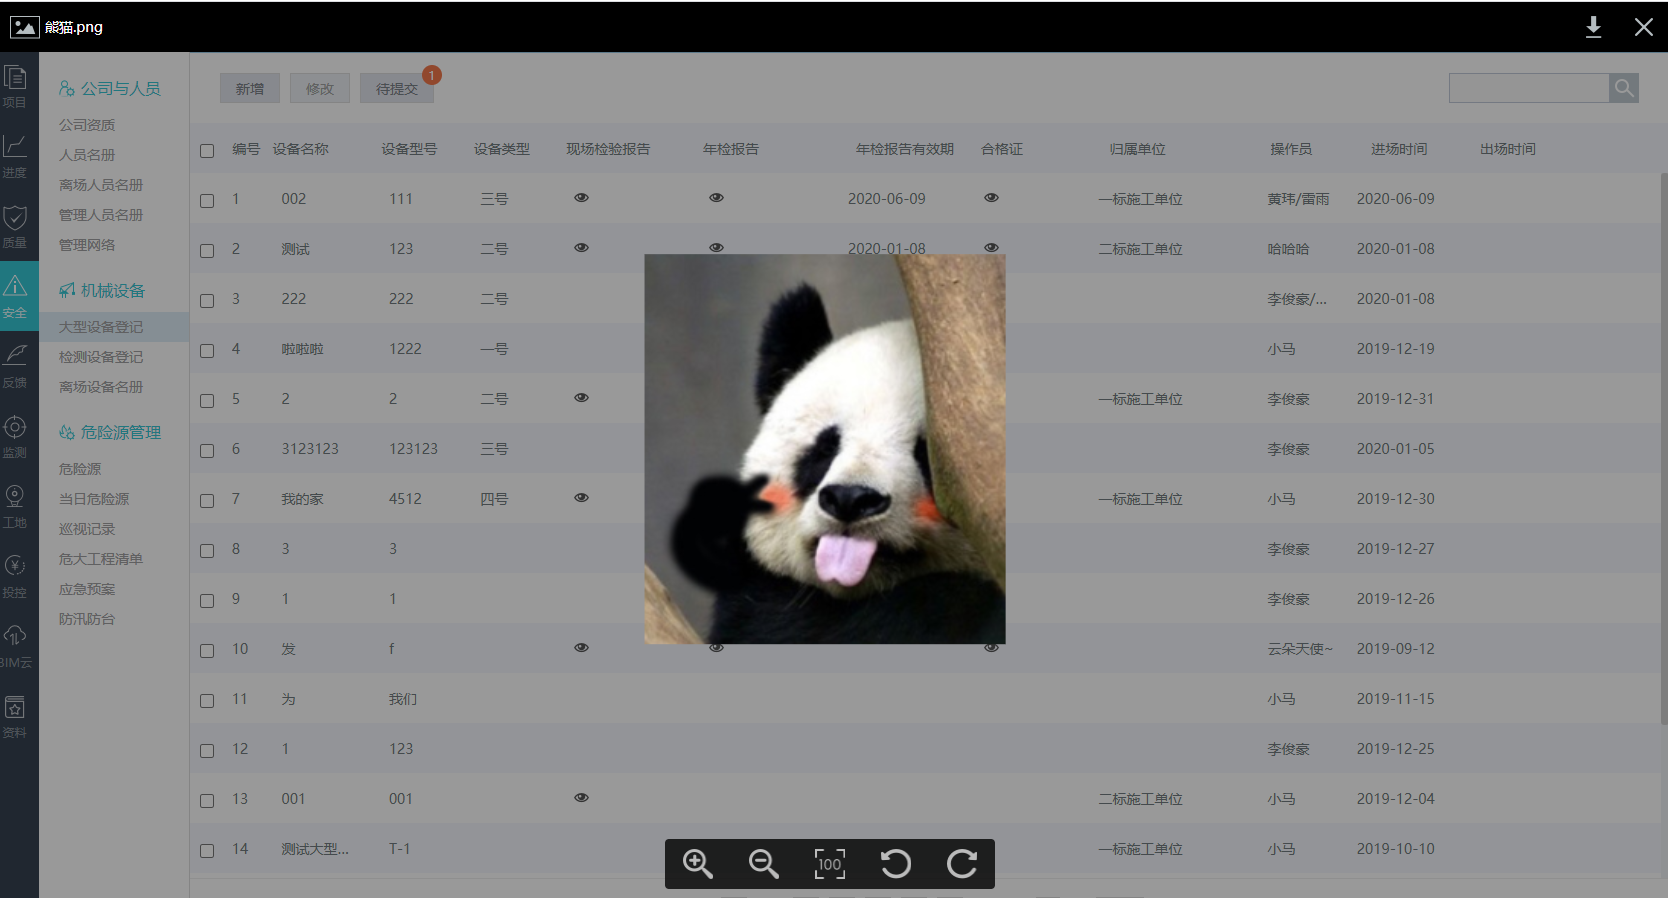 熊猫.png
项目
进度
质量
安全
反馈
监测
工地
投控
BIM云
资料
公司与人员
公司资质
人员名册
离场人员名册
管理人员名册
管理网络
机械设备
大型设备登记
检测设备登记
离场设备名册
危险源管理
危险源
当日危险源
巡视记录
危大工程清单
应急预案
防汛防台
新增 修改 待提交 1
编号 设备名称 设备型号 设备类型 现场检验报告 年检报告 年检报告有效期 合格证 归属单位 操作员 进场时间 出场时间
1 002 111 三号 2020-06-09 一标施工单位 黄玮/雷雨 2020-06-09
2 测试 123 二号 2020-01-08 二标施工单位 哈哈哈 2020-01-08
3 222 222 二号 李俊豪/... 2020-01-08
4 啦啦啦 1222 一号 小马 2019-12-19
5 2 2 二号 一标施工单位 李俊豪 2019-12-31
6 3123123 123123 三号 李俊豪 2020-01-05
7 我的家 4512 四号 一标施工单位 小马 2019-12-30
8 3 3 李俊豪 2019-12-27
9 1 1 李俊豪 2019-12-26
10 发 f 云朵天使~ 2019-09-12
11 为 我们 小马 2019-11-15
12 1 123 李俊豪 2019-12-25
13 001 001 二标施工单位 小马 2019-12-04
14 测试大型... T-1 一标施工单位 小马 2019-10-10
100